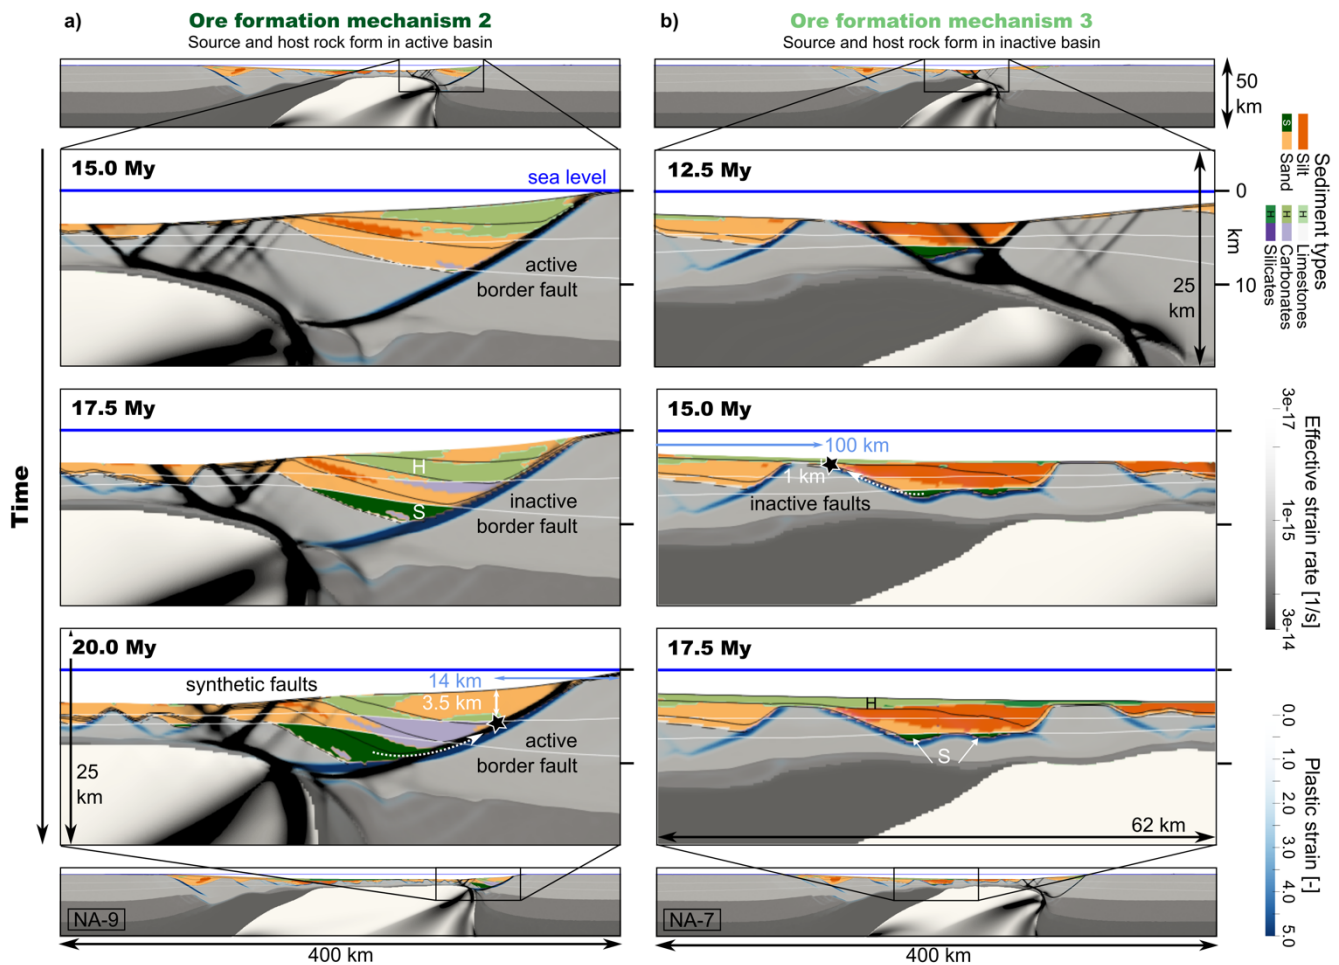 a)
Ore formation mechanism 2
Source and host rock form in active basin
b)
Ore formation mechanism 3
Source and host rock form in inactive basin
50
km
15.0 My
sea level
active
border fault
12.5 My
0
km
10
25
km
Sediment types
Silt
S
Sand
H
Limestones
H
Carbonates
H
Silicates
Time
17.5 My
H
S
inactive
border fault
15.0 My
100 km
1 km
inactive faults
3e-17
1e-15
3e-14
Effective strain rate [1/s]
20.0 My
synthetic faults
14 km
3.5 km
active
border fault
25
km
17.5 My
H
S
62 km
0.0
1.0
2.0
3.0
4.0
5.0
Plastic strain [-]
NA-9
400 km
NA-7
400 km